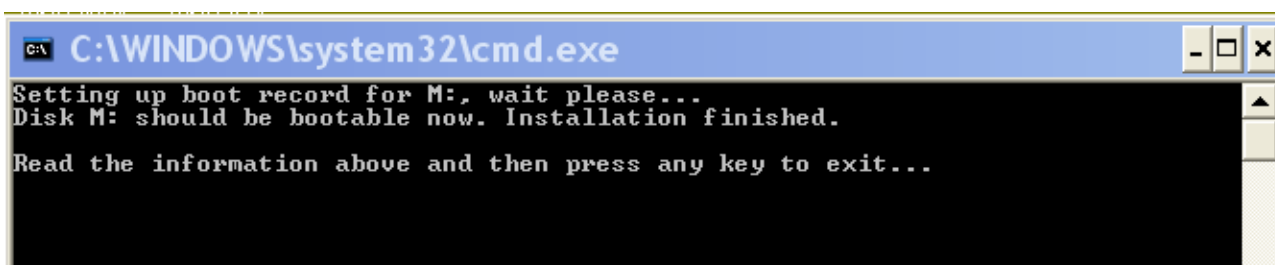 C:\WINDOWS\system32\cmd.exe
Setting up boot record for M:, wait please...
Disk M: should be bootable now. Installation finished.
Read the information above and then press any key to exit...